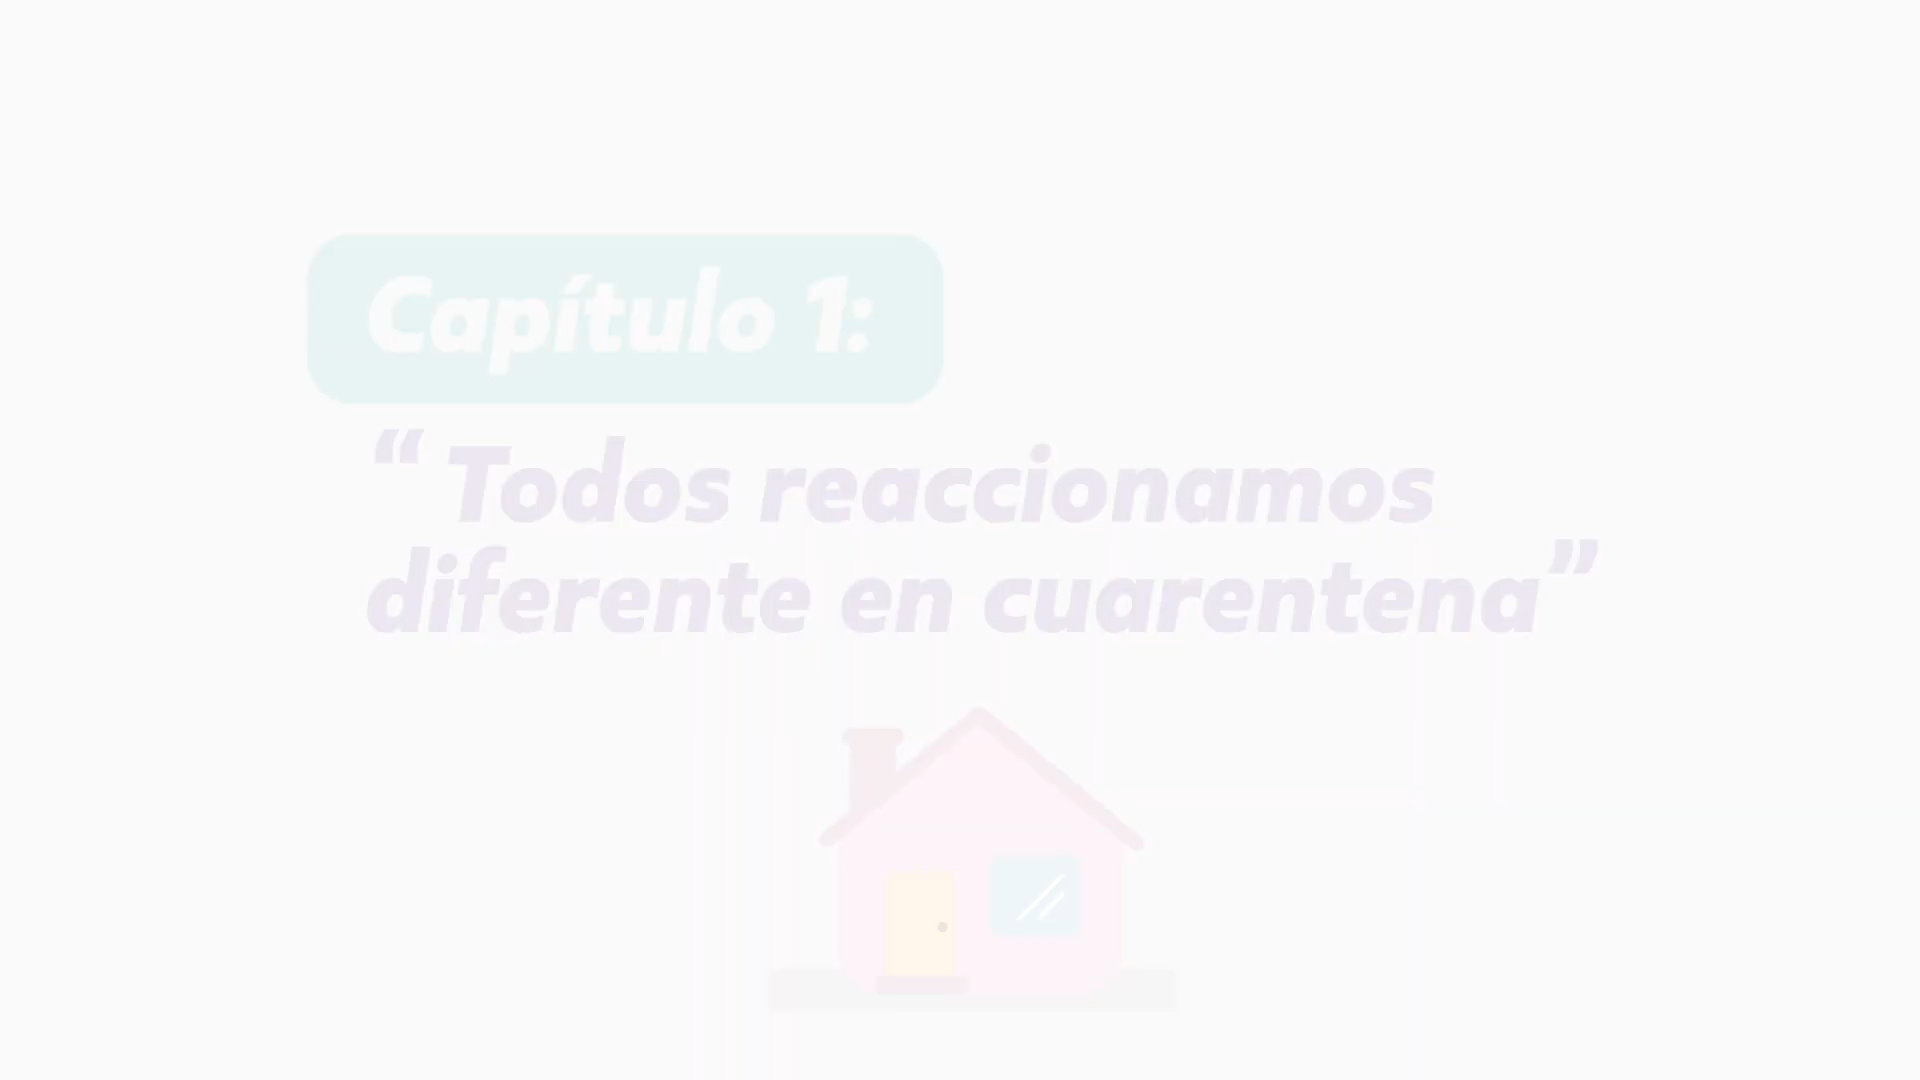 Capítulo 1:
“ Todos reaccionamos
diferente en cuarentena”